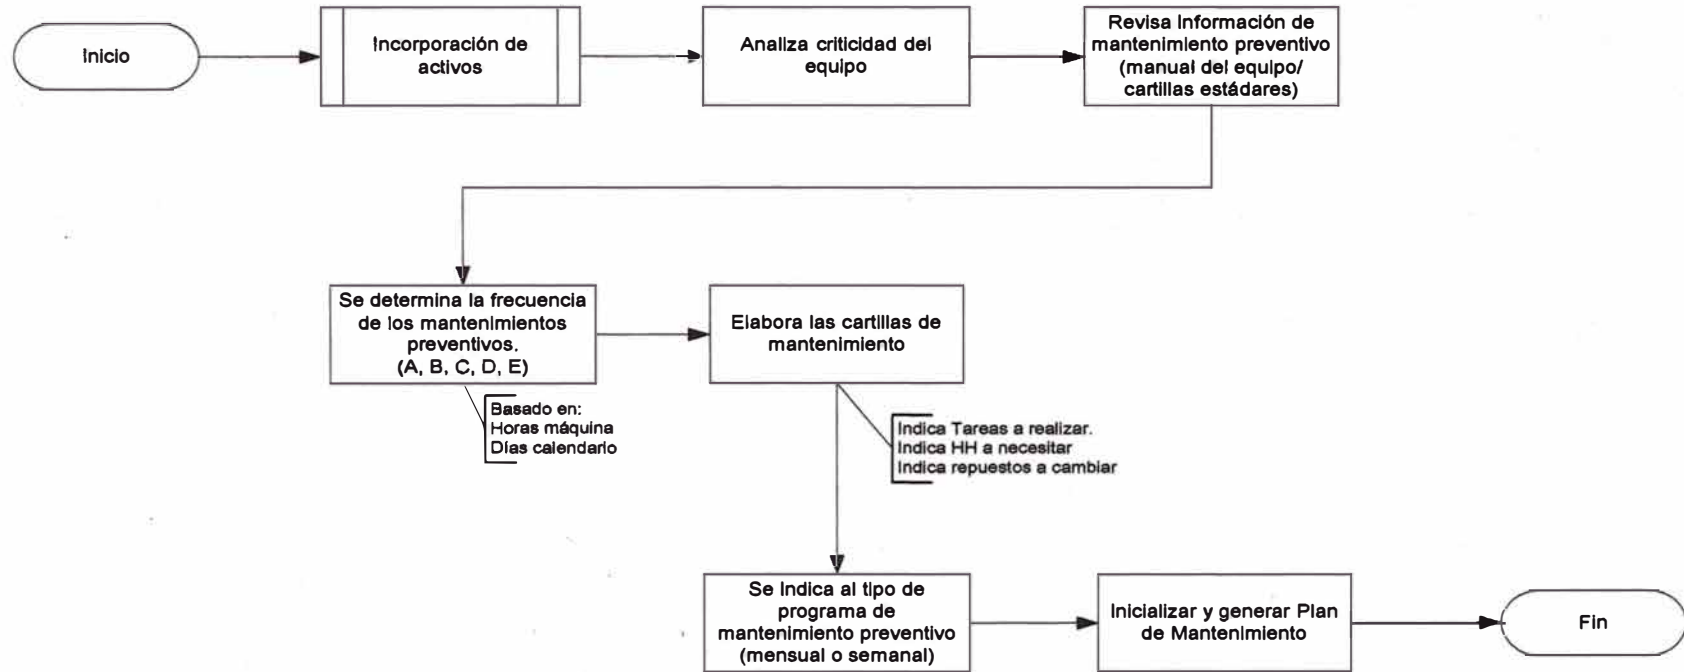 Inicio
Incorporación de
activos
Analiza criticidad del
equipo
Revisa Información de
mantenimiento preventivo
(manual del equipo/
cartillas estádares)
Se determina la frecuencia
de los mantenimientos
preventivos.
(A, B, C, D, E)
Elabora las cartillas de
mantenimiento
Basado en:
Horas máquina
Días calendario
Indica Tareas a realizar.
Indica HH a necesitar
Indica repuestos a cambiar
Se Indica al tipo de
programa de
mantenimiento preventivo
(mensual o semanal)
Inicializar y generar Plan
de Mantenimiento
Fin